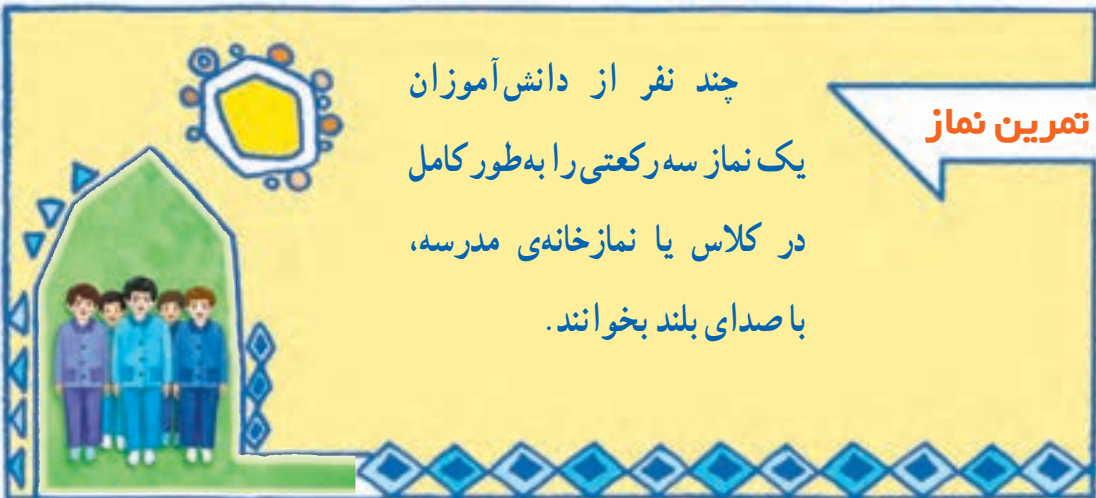 تمرین نماز
چند نفر از دانش‌آموزان
یک نماز سه‌رکعتی را به‌طور کامل
در کلاس یا نمازخانه‌ی مدرسه،
با صدای بلند بخوانند.